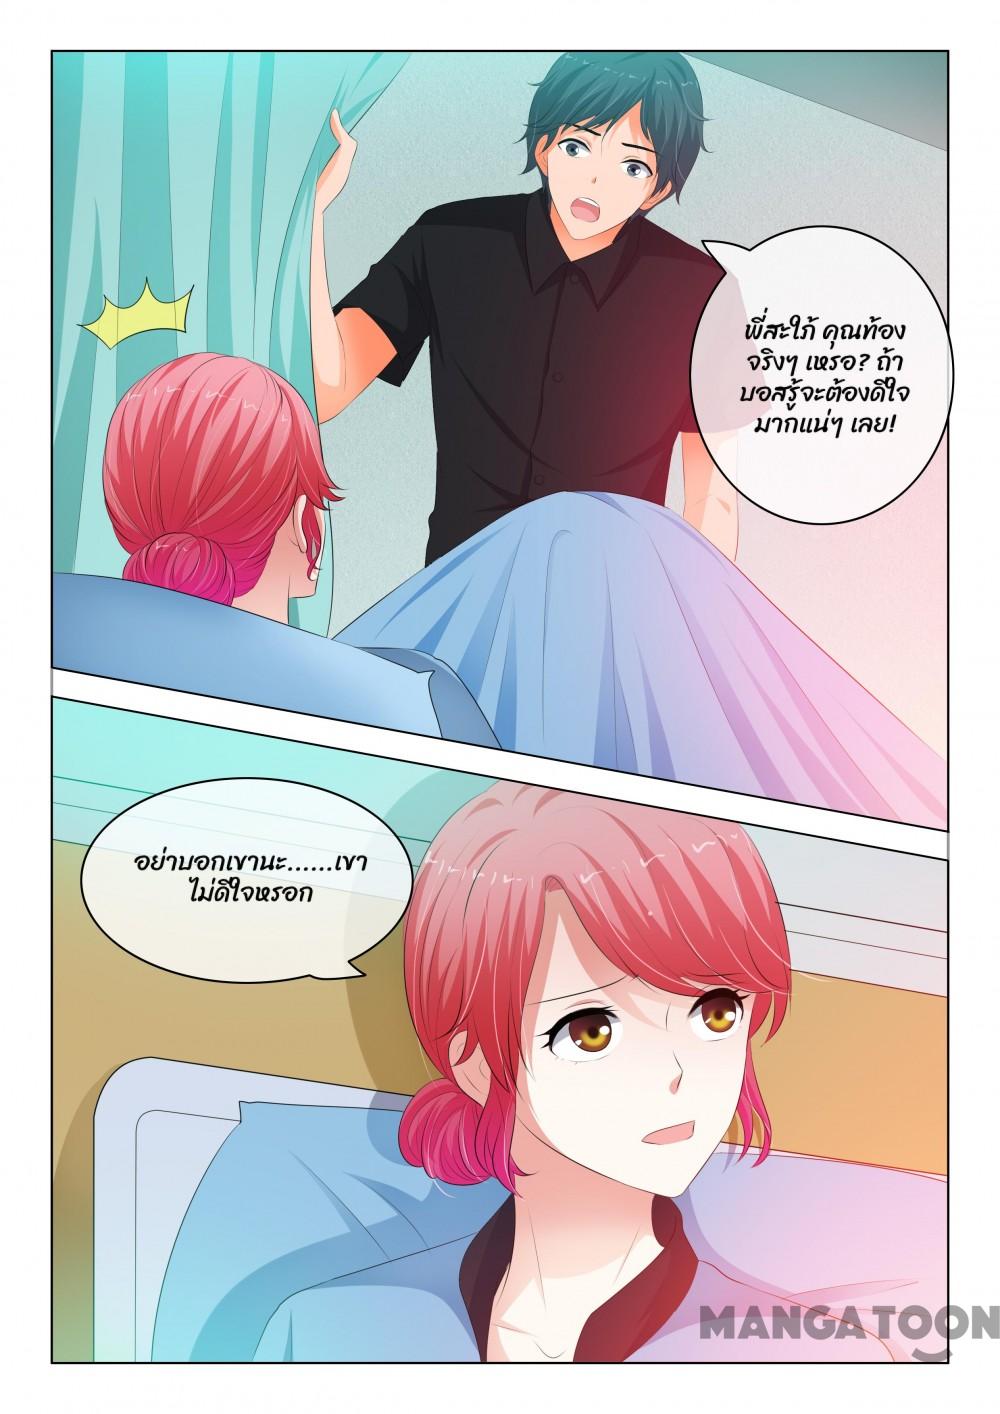 พี่สะใภ้ คุณท้อง
จริงๆ เหรอ? ถ้า
บอสรู้จะต้องดีใจ
มากแน่ๆ เลย!
อย่าบอกเขานะ......เขา
ไม่ดีใจหรอก
MANGATOON